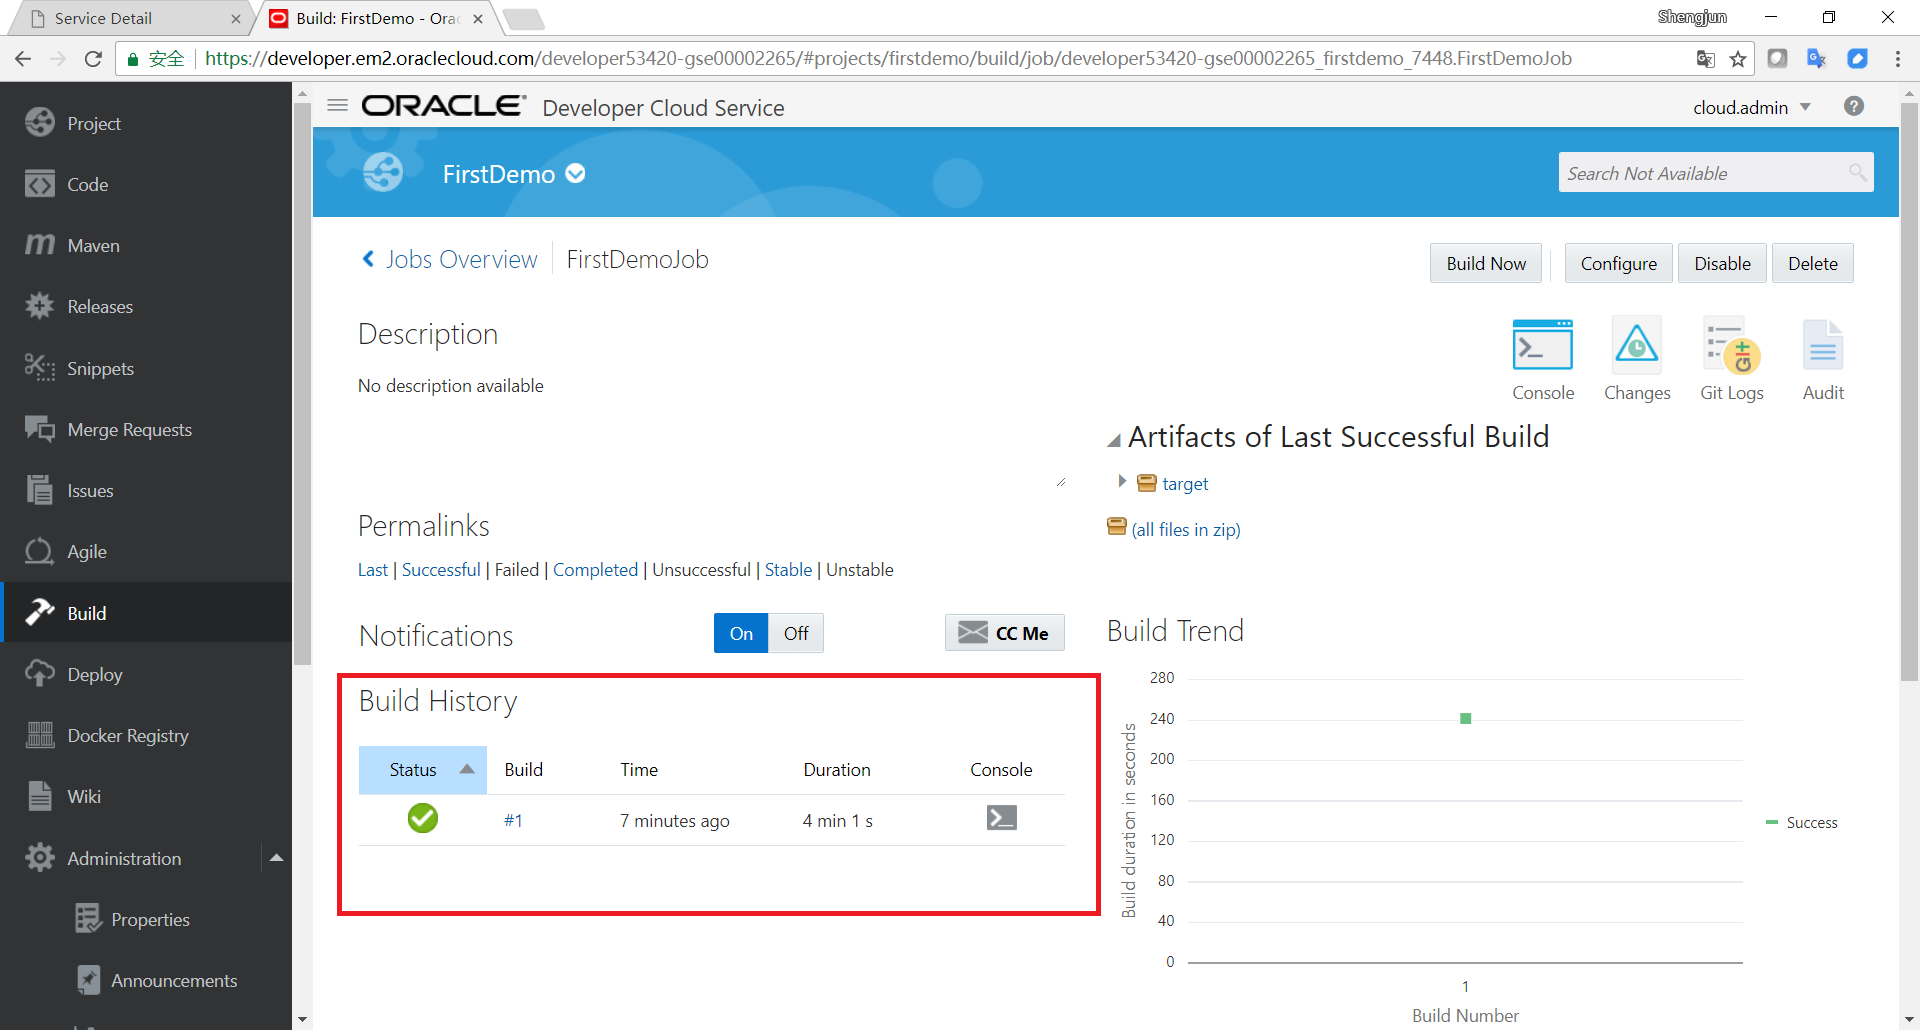 Service Detail
Build: FirstDemo - Orac
Shengjun
安全
https://developer.em2.oraclecloud.com/developer53420-gse00002265/#projects/firstdemo/build/job/developer53420-gse00002265_firstdemo_7448.FirstDemoJob
Project
Code
Maven
Releases
Snippets
Merge Requests
Issues
Agile
Build
Deploy
Docker Registry
Wiki
Administration
Properties
Announcements
ORACLE Developer Cloud Service
cloud.admin
?
FirstDemo
Search Not Available
Jobs Overview
FirstDemoJob
Build Now
Configure
Disable
Delete
Description
No description available
Console
Changes
Git Logs
Audit
Artifacts of Last Successful Build
target
(all files in zip)
Permalinks
Last | Successful | Failed | Completed | Unsuccessful | Stable | Unstable
Notifications
On
Off
CC Me
Build History
Status Build Time Duration Console
#1 7 minutes ago 4 min 1 s
Build Trend
280
240
200
160
120
80
40
0
Build duration in seconds
1
Build Number
Success